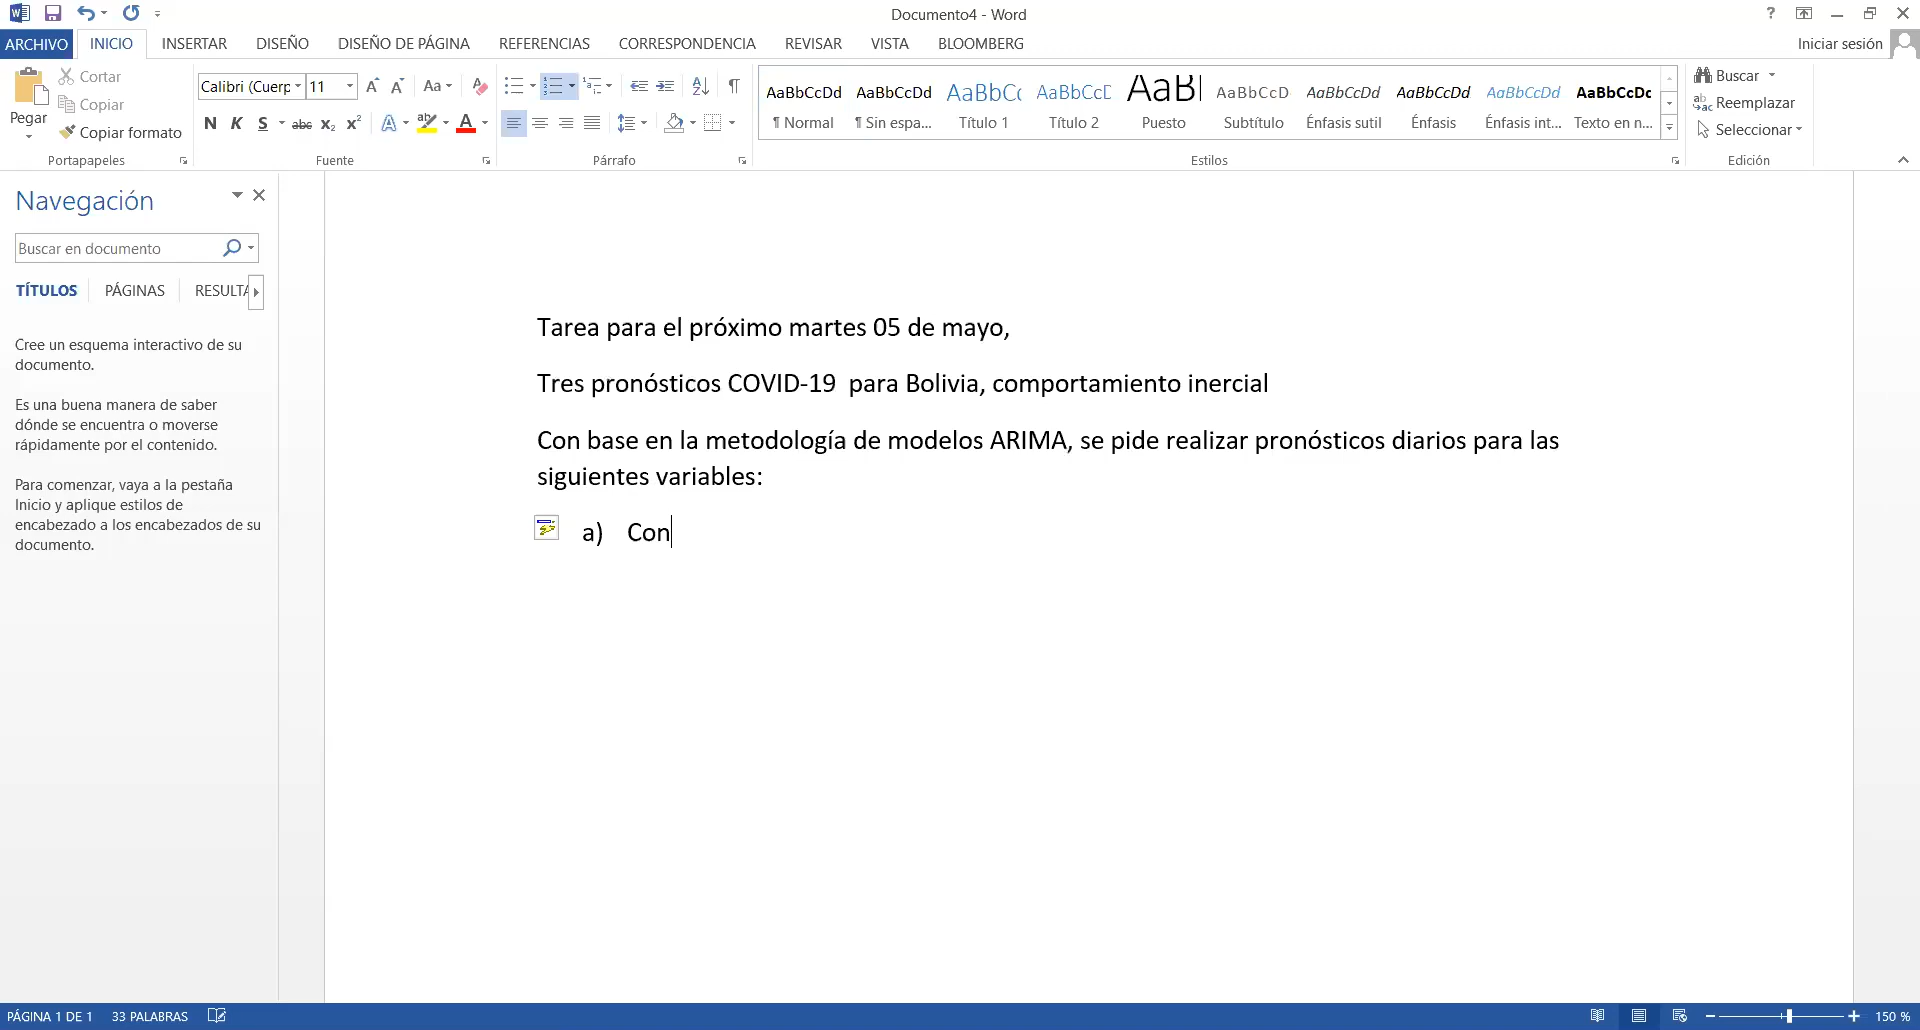 Documento4 - Word
ARCHIVO INICIO INSERTAR DISEÑO DISEÑO DE PÁGINA REFERENCIAS CORRESPONDENCIA REVISAR VISTA BLOOMBERG Iniciar sesión
Pegar
Cortar
Copiar
Copiar formato
Portapapeles
Calibri (Cuerp 11 Aa
N K S abc x₂ x² A ab A
Fuente
Párrafo
AaBbCcDd AaBbCcDd AaBbCc AaBbCcD AaB AaBbCcD AaBbCcDd AaBbCcDd AaBbCcDd AaBbCcDc
¶ Normal ¶ Sin espa... Título 1 Título 2 Puesto Subtítulo Énfasis sutil Énfasis Énfasis int... Texto en n...
Estilos
Buscar
Reemplazar
Seleccionar
Edición
Navegación
Buscar en documento
TÍTULOS PÁGINAS RESULTA
Cree un esquema interactivo de su
documento.
Es una buena manera de saber
dónde se encuentra o moverse
rápidamente por el contenido.
Para comenzar, vaya a la pestaña
Inicio y aplique estilos de
encabezado a los encabezados de su
documento.
Tarea para el próximo martes 05 de mayo,
Tres pronósticos COVID-19  para Bolivia, comportamiento inercial
Con base en la metodología de modelos ARIMA, se pide realizar pronósticos diarios para las
siguientes variables:
a) Con
PÁGINA 1 DE 1 33 PALABRAS 150 %